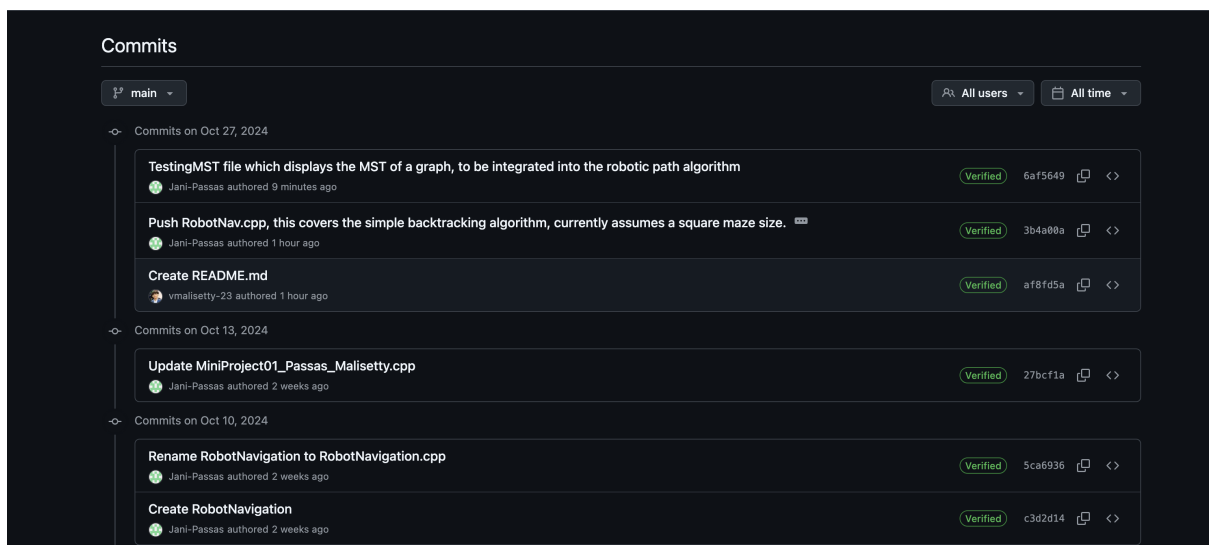 Commits
main
All users
All time
Commits on Oct 27, 2024
TestingMST file which displays the MST of a graph, to be integrated into the robotic path algorithm
Jani-Passas authored 9 minutes ago
Verified
6af5649
Push RobotNav.cpp, this covers the simple backtracking algorithm, currently assumes a square maze size.
Jani-Passas authored 1 hour ago
Verified
3b4a00a
Create README.md
vmalisetty-23 authored 1 hour ago
Verified
af8fd5a
Commits on Oct 13, 2024
Update MiniProject01_Passas_Malisetty.cpp
Jani-Passas authored 2 weeks ago
Verified
27bcf1a
Commits on Oct 10, 2024
Rename RobotNavigation to RobotNavigation.cpp
Jani-Passas authored 2 weeks ago
Verified
5ca6936
Create RobotNavigation
Jani-Passas authored 2 weeks ago
Verified
c3d2d14